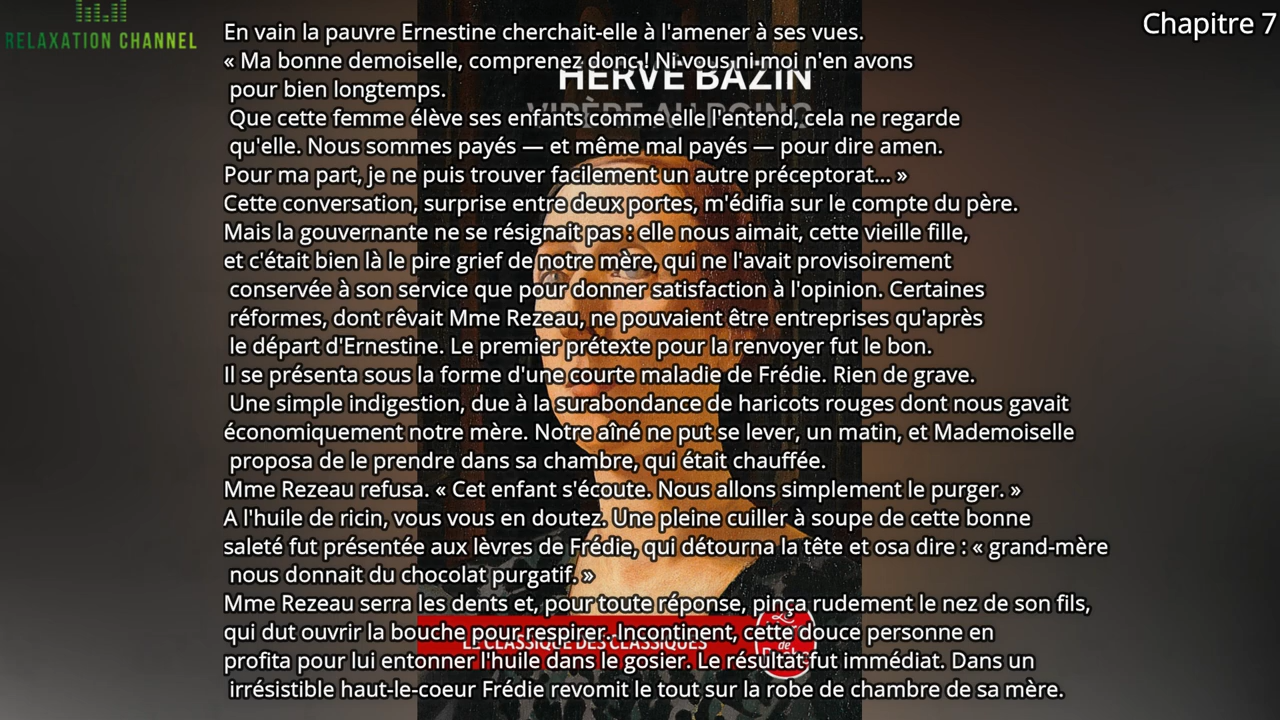 RELAXATION CHANNEL
Chapitre 7
En vain la pauvre Ernestine cherchait-elle à l'amener à ses vues.
« Ma bonne demoiselle, comprenez donc ! Ni vous ni moi n'en avons
pour bien longtemps.
Que cette femme élève ses enfants comme elle l'entend, cela ne regarde
qu'elle. Nous sommes payés — et même mal payés — pour dire amen.
Pour ma part, je ne puis trouver facilement un autre préceptorat... »
Cette conversation, surprise entre deux portes, m'édifia sur le compte du père.
Mais la gouvernante ne se résignait pas : elle nous aimait, cette vieille fille,
et c'était bien là le pire grief de notre mère, qui ne l'avait provisoirement
conservée à son service que pour donner satisfaction à l'opinion. Certaines
réformes, dont rêvait Mme Rezeau, ne pouvaient être entreprises qu'après
le départ d'Ernestine. Le premier prétexte pour la renvoyer fut le bon.
Il se présenta sous la forme d'une courte maladie de Frédie. Rien de grave.
Une simple indigestion, due à la surabondance de haricots rouges dont nous gavait
économiquement notre mère. Notre aîné ne put se lever, un matin, et Mademoiselle
proposa de le prendre dans sa chambre, qui était chauffée.
Mme Rezeau refusa. « Cet enfant s'écoute. Nous allons simplement le purger. »
A l'huile de ricin, vous vous en doutez. Une pleine cuiller à soupe de cette bonne
saleté fut présentée aux lèvres de Frédie, qui détourna la tête et osa dire : « grand-mère
nous donnait du chocolat purgatif. »
Mme Rezeau serra les dents et, pour toute réponse, pinça rudement le nez de son fils,
qui dut ouvrir la bouche pour respirer. Incontinent, cette douce personne en
profita pour lui entonner l'huile dans le gosier. Le résultat fut immédiat. Dans un
irrésistible haut-le-coeur Frédie revomit le tout sur la robe de chambre de sa mère.
HERVÉ BAZIN
VIPÈRE AU POING
LE CLASSIQUE DES CLASSIQUES